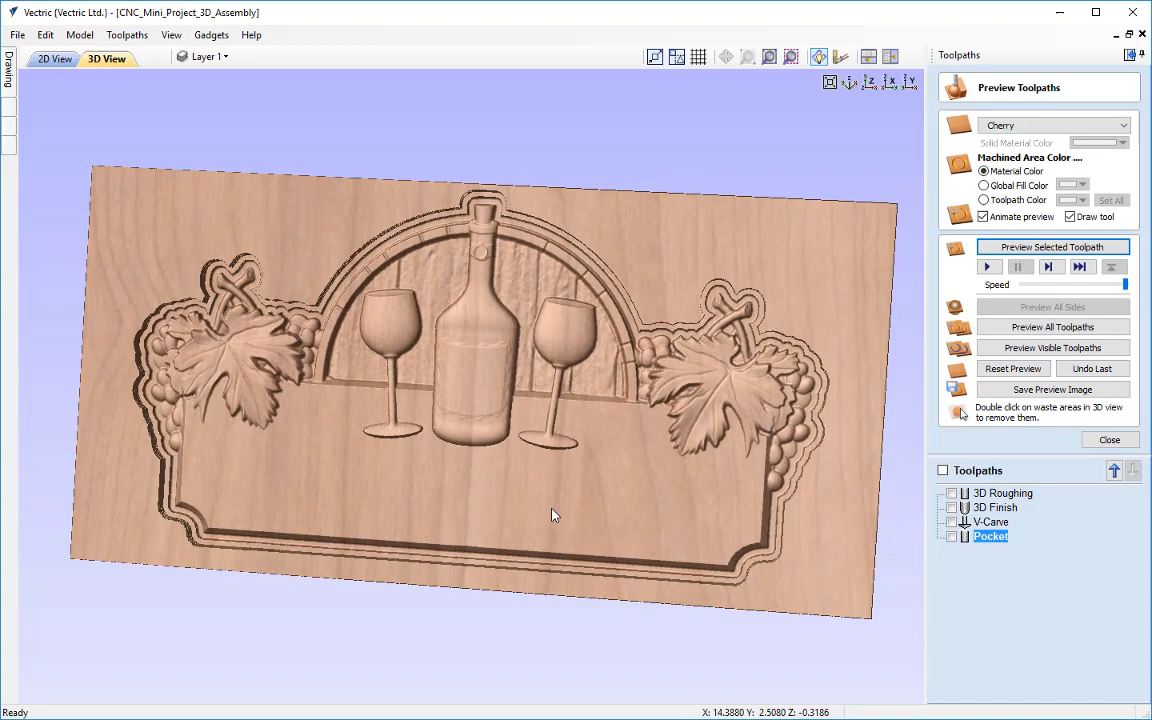 Vectric {Vectric Ltd.} - [CNC_Mini_Project_3D_Assembly]
File Edit Model Toolpaths View Gadgets Help
Drawing
2D View 3D View Layer 1
Toolpaths
Z X Y
Preview Toolpaths
Cherry
Solid Material Color
Machined Area Color ....
Material Color
Global Fill Color
Toolpath Color Set All
Animate preview Draw tool
Preview Selected Toolpath
Speed
Preview All Sides
Preview All Toolpaths
Preview Visible Toolpaths
Reset Preview Undo Last
Save Preview Image
Double click on waste areas in 3D view
to remove them.
Close
Toolpaths
3D Roughing
3D Finish
V-Carve
Pocket
Ready X: 14.3880 Y: 2.5080 Z: -0.3186